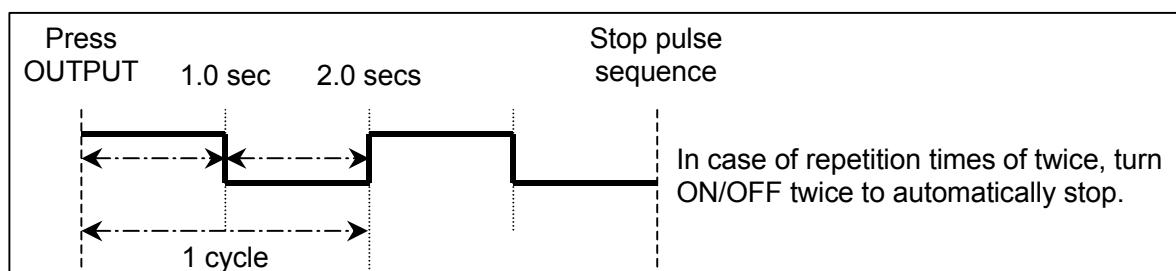 Press
OUTPUT
1.0 sec
2.0 secs
Stop pulse
sequence
In case of repetition times of twice, turn
ON/OFF twice to automatically stop.
1 cycle